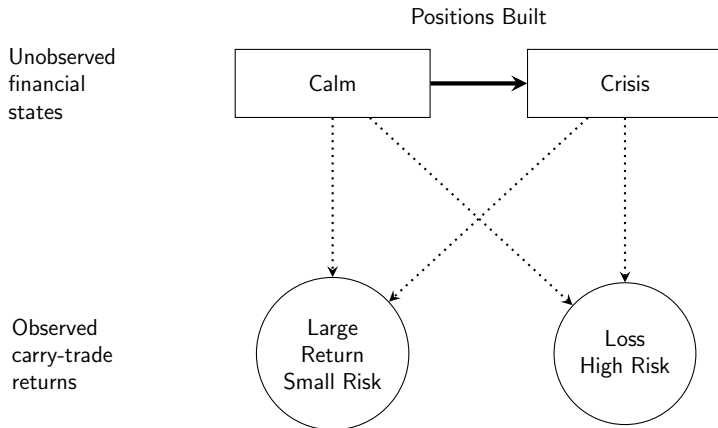 Positions Built
Unobserved
financial
states
Calm
Crisis
Observed
carry-trade
returns
Large
Return
Small Risk
Loss
High Risk